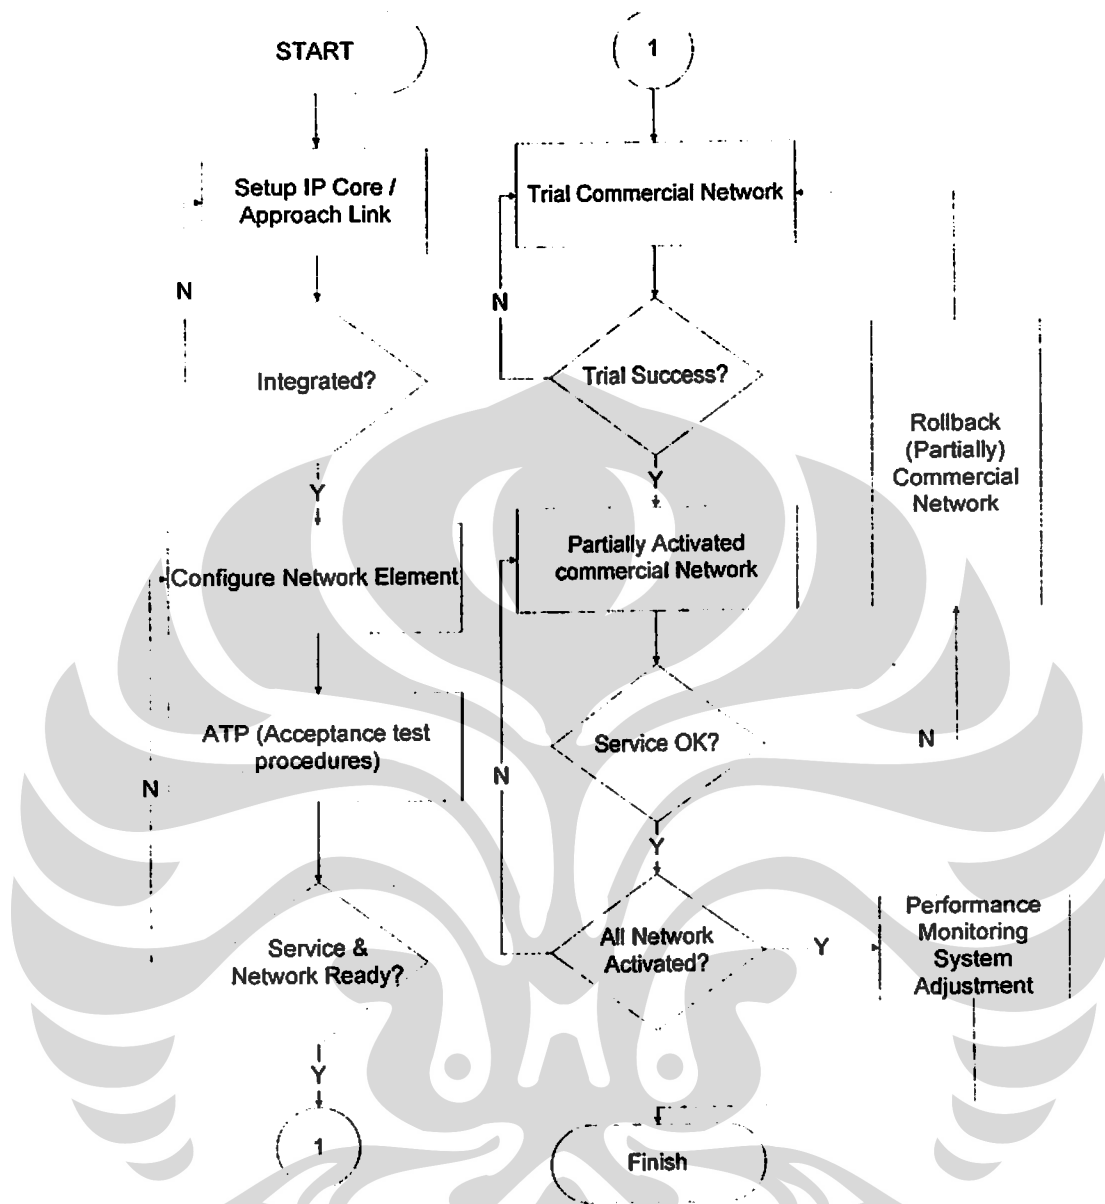 START
Setup IP Core /
Approach Link
N
Integrated?
Y
Configure Network Element
ATP (Acceptance test
procedures)
N
Service &
Network Ready?
Y
1
1
Trial Commercial Network
N
Trial Success?
Y
Partially Activated
commercial Network
Service OK?
N
Y
N
All Network
Activated?
Y
Rollback
(Partially)
Commercial
Network
Performance
Monitoring
System
Adjustment
Finish